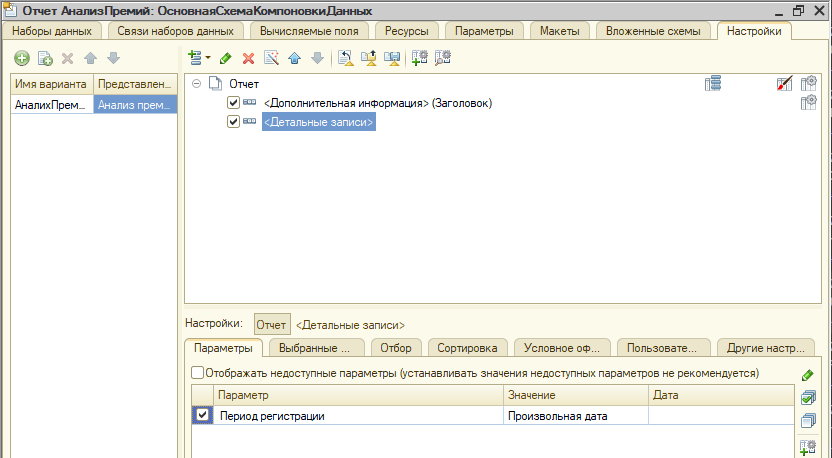 Отчет АнализПремий: ОсновнаяСхемаКомпоновкиДанных
Наборы данных Связи наборов данных Вычисляемые поля Ресурсы Параметры Макеты Вложенные схемы Настройки
Имя варианта Представлен...
АналихПрем... Анализ прем...
Отчет
<Дополнительная информация> (Заголовок)
<Детальные записи>
Настройки: Отчет <Детальные записи>
Параметры Выбранные ... Отбор Сортировка Условное оф... Пользовате... Другие настр...
Отображать недоступные параметры (устанавливать значения недоступных параметров не рекомендуется)
Параметр Значение Дата
Период регистрации Произвольная дата